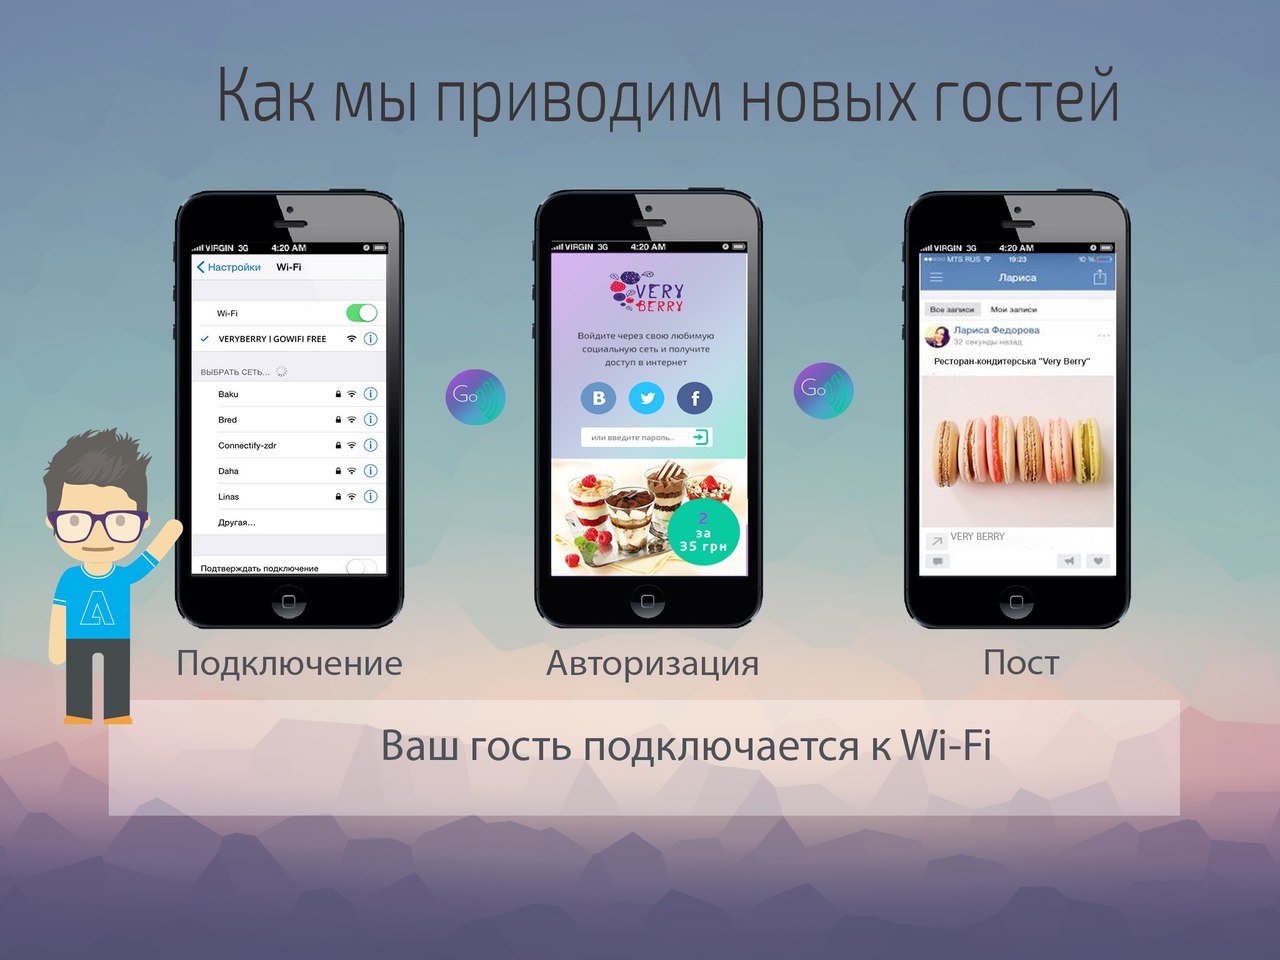 Как мы приводим новых гостей
VIRGIN 3G 4:20 AM
Настройки Wi-Fi
Wi-Fi
VERYBERRY I GOWIFI FREE
ВЫБРАТЬ СЕТЬ...
Baku
Bred
Connectify-zdr
Daha
Linas
Другая...
Подтверждать подключение
Подключение
Go
VIRGIN 3G 4:20 AM
VERY
BERRY
Войдите через свою любимую
социальную сеть и получите
доступ в интернет
B f
или введите пароль...
2
за
35 грн
Авторизация
Go
VIRGIN 3G 4:20 AM
MTS RUS 19:23 10 %
Лариса
Все записи Мои записи
Лариса Федорова
32 секунды назад
Ресторан-кондитерська "Very Berry"
VERY BERRY
Пост
Ваш гость подключается к Wi-Fi